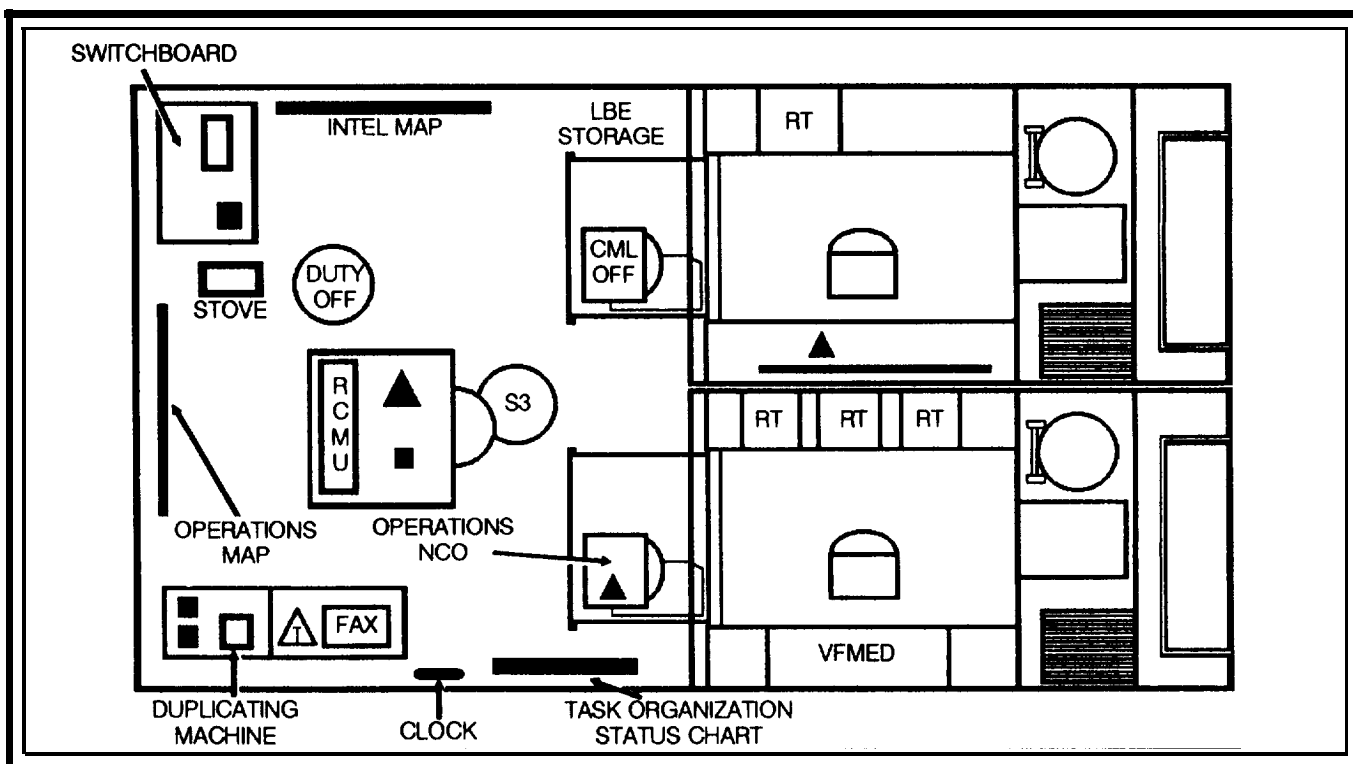 SWITCHBOARD
INTEL MAP
LBE
STORAGE
RT
CML
OFF
DUTY
OFF
STOVE
R
C
M
U
S3
RT
RT
RT
OPERATIONS
MAP
OPERATIONS
NCO
T
FAX
VFMED
DUPLICATING
MACHINE
CLOCK
TASK ORGANIZATION
STATUS CHART